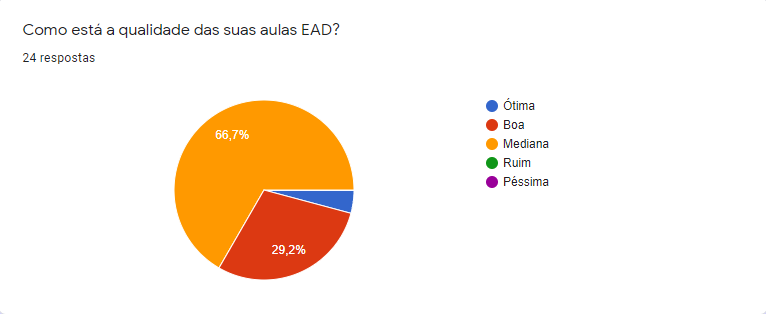 Como está a qualidade das suas aulas EAD?
24 respostas
66,7%
29,2%
Ótima
Boa
Mediana
Ruim
Péssima